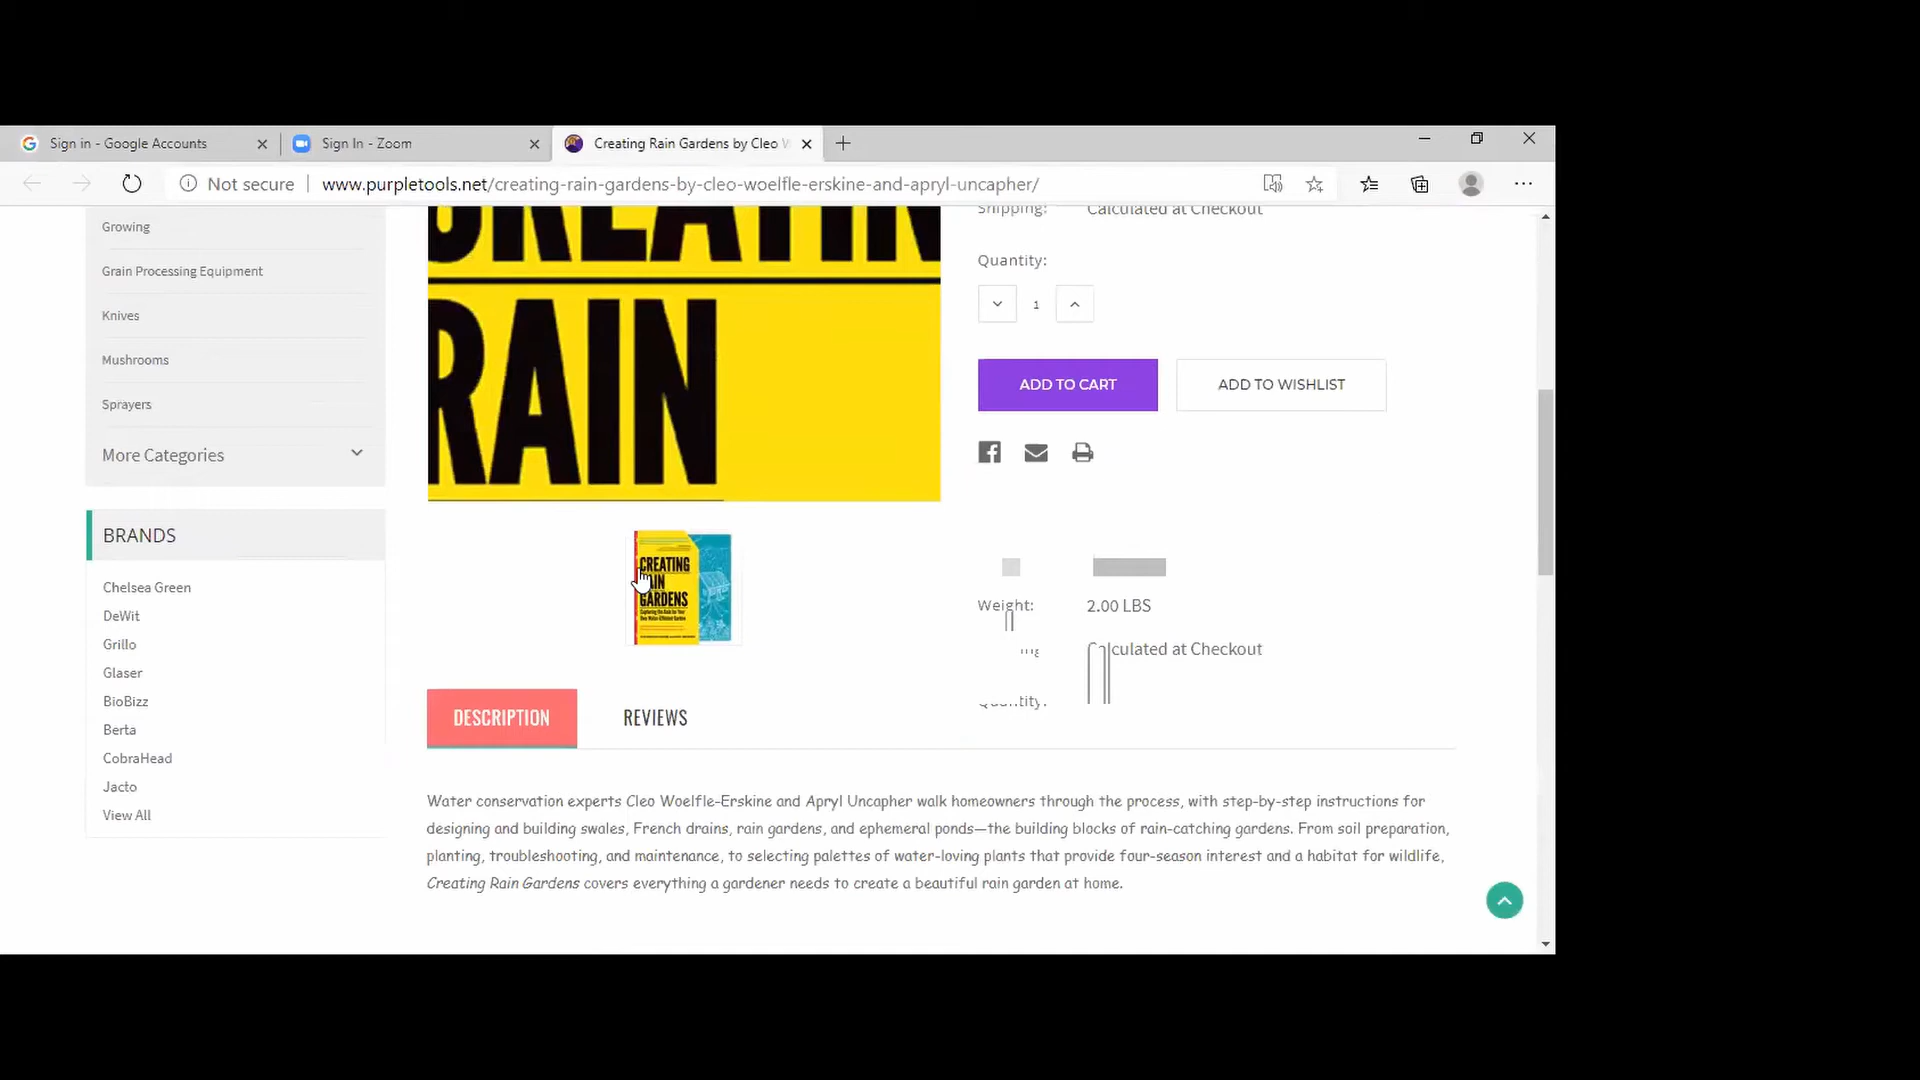 Sign in - Google Accounts
Sign In - Zoom
Creating Rain Gardens by Cleo W
Not secure
www.purpletools.net/creating-rain-gardens-by-cleo-woelfle-erskine-and-apryl-uncapher/
Growing
Grain Processing Equipment
Knives
Mushrooms
Sprayers
More Categories
BRANDS
Chelsea Green
DeWit
Grillo
Glaser
BioBizz
Berta
CobraHead
Jacto
View All
CREATIN
RAIN
CREATING
RAIN
GARDENS
Shipping: Calculated at Checkout
Quantity:
1
ADD TO CART
ADD TO WISHLIST
Weight: 2.00 LBS
Calculated at Checkout
Quantity:
DESCRIPTION
REVIEWS
Water conservation experts Cleo Woelfle-Erskine and Apryl Uncapher walk homeowners through the process, with step-by-step instructions for
designing and building swales, French drains, rain gardens, and ephemeral ponds—the building blocks of rain-catching gardens. From soil preparation,
planting, troubleshooting, and maintenance, to selecting palettes of water-loving plants that provide four-season interest and a habitat for wildlife,
Creating Rain Gardens covers everything a gardener needs to create a beautiful rain garden at home.